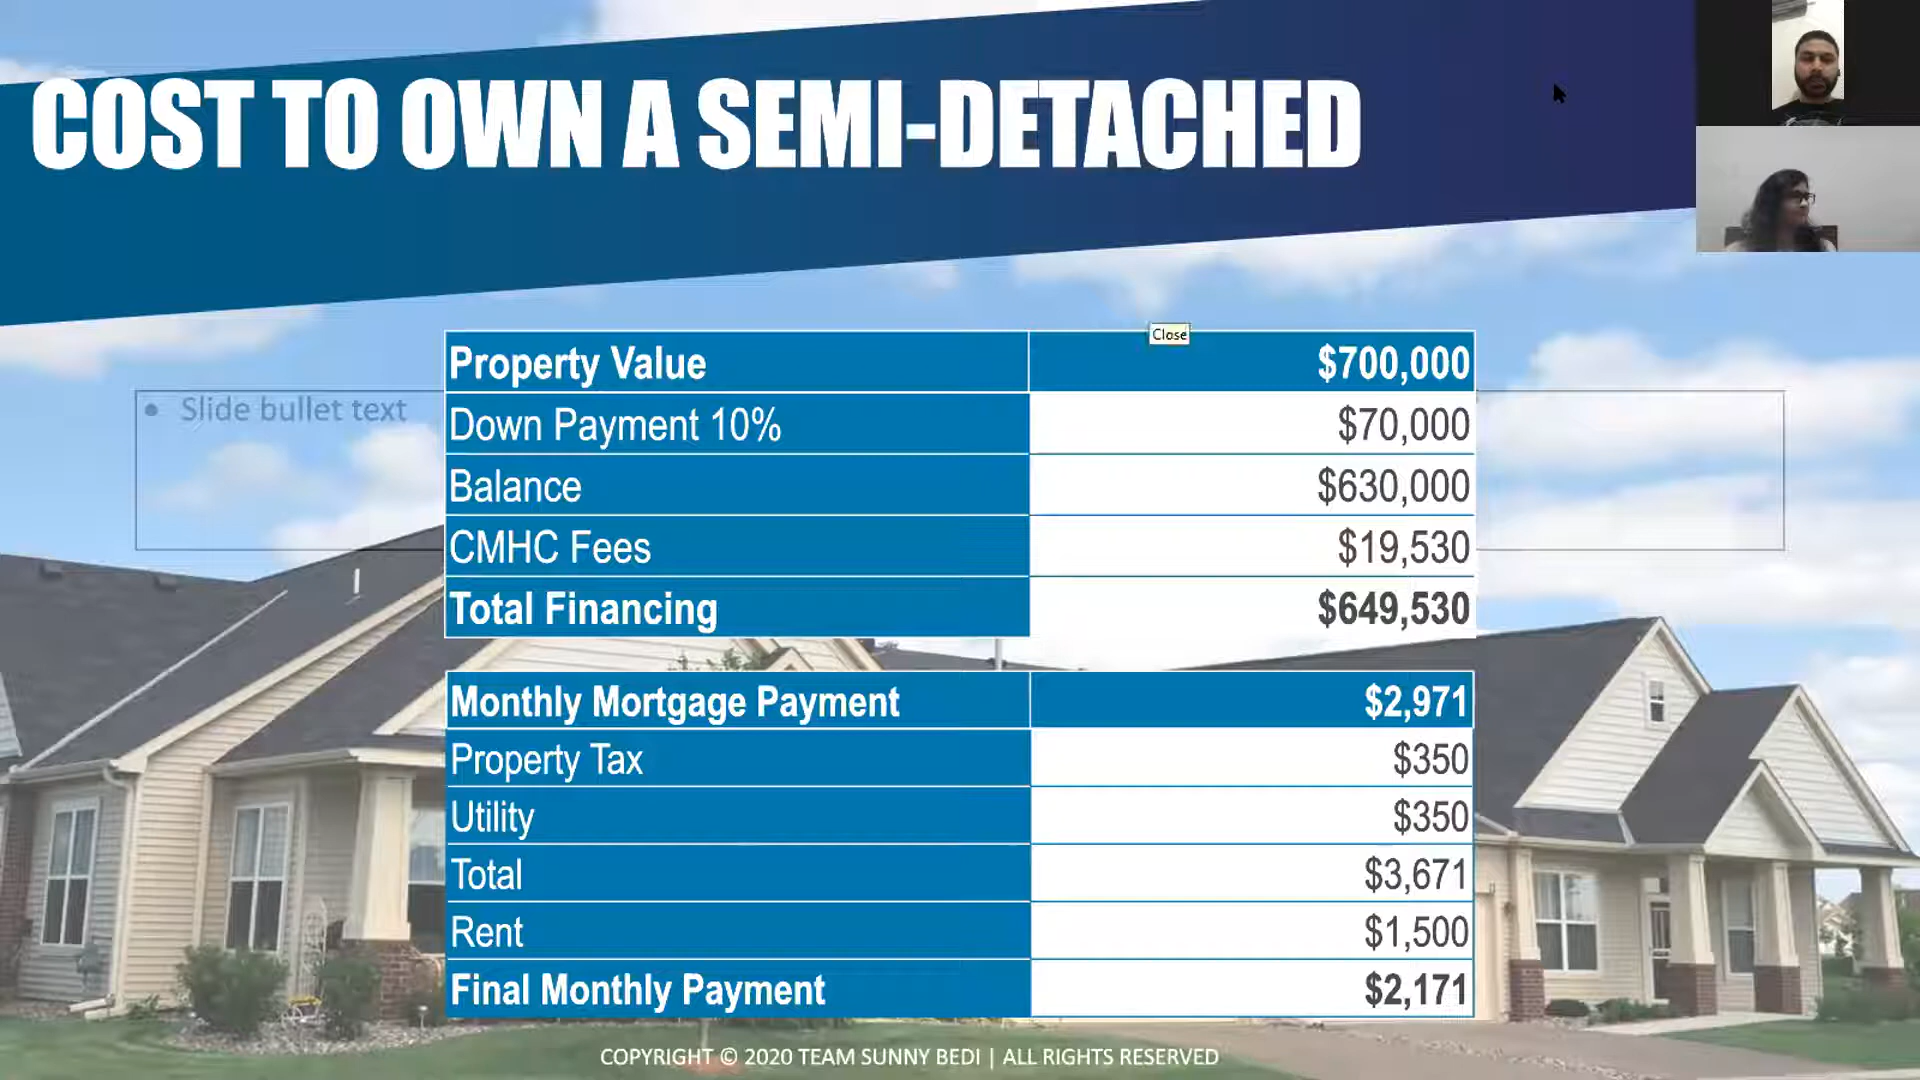 COST TO OWN A SEMI-DETACHED
Close
Property Value $700,000
• Slide bullet text
Down Payment 10% $70,000
Balance $630,000
CMHC Fees $19,530
Total Financing $649,530
Monthly Mortgage Payment $2,971
Property Tax $350
Utility $350
Total $3,671
Rent $1,500
Final Monthly Payment $2,171
COPYRIGHT © 2020 TEAM SUNNY BEDI | ALL RIGHTS RESERVED